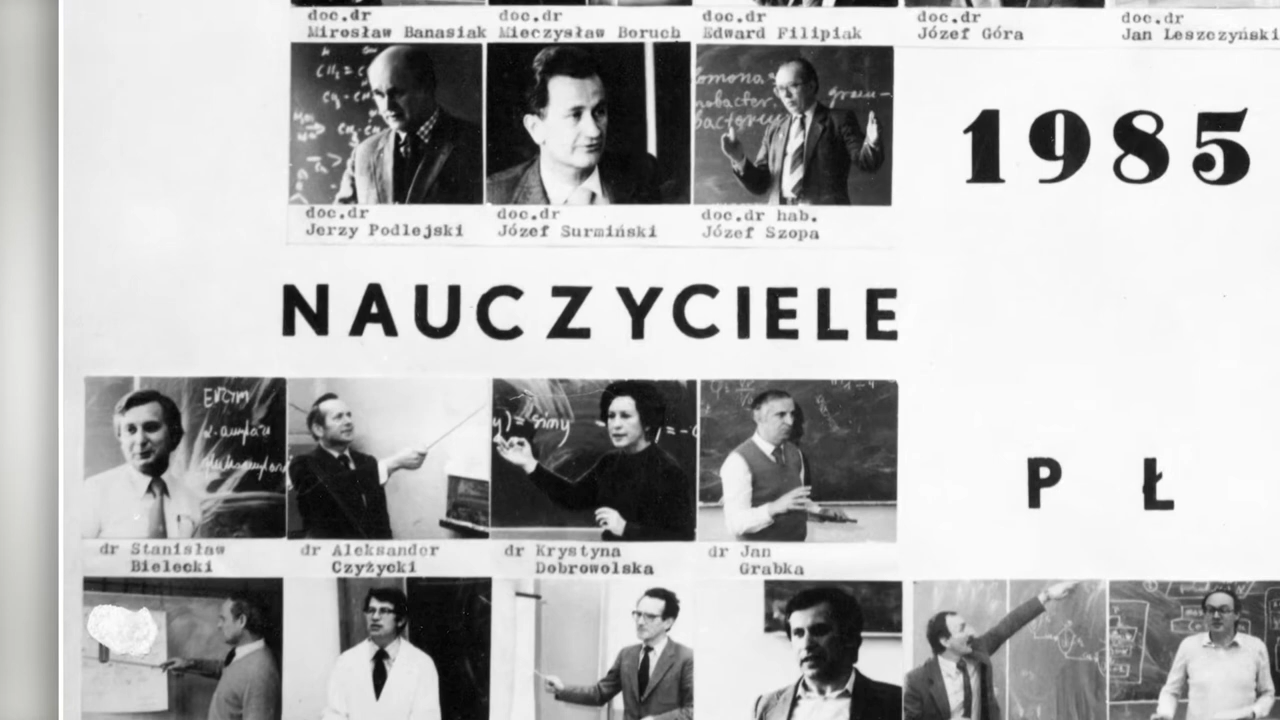 doc.dr
Mirosław Banasiak
doc.dr
Mieczysław Boruch
doc.dr
Edward Filipiak
doc.dr
Józef Góra
doc.dr
Jan Leszczyński
1985
doc.dr
Jerzy Podlejski
doc.dr
Józef Surmiński
doc.dr hab.
Józef Szopa
NAUCZYCIELE
P Ł
dr Stanisław
Bielecki
dr Aleksander
Czyżycki
dr Krystyna
Dobrowolska
dr Jan
Grabka